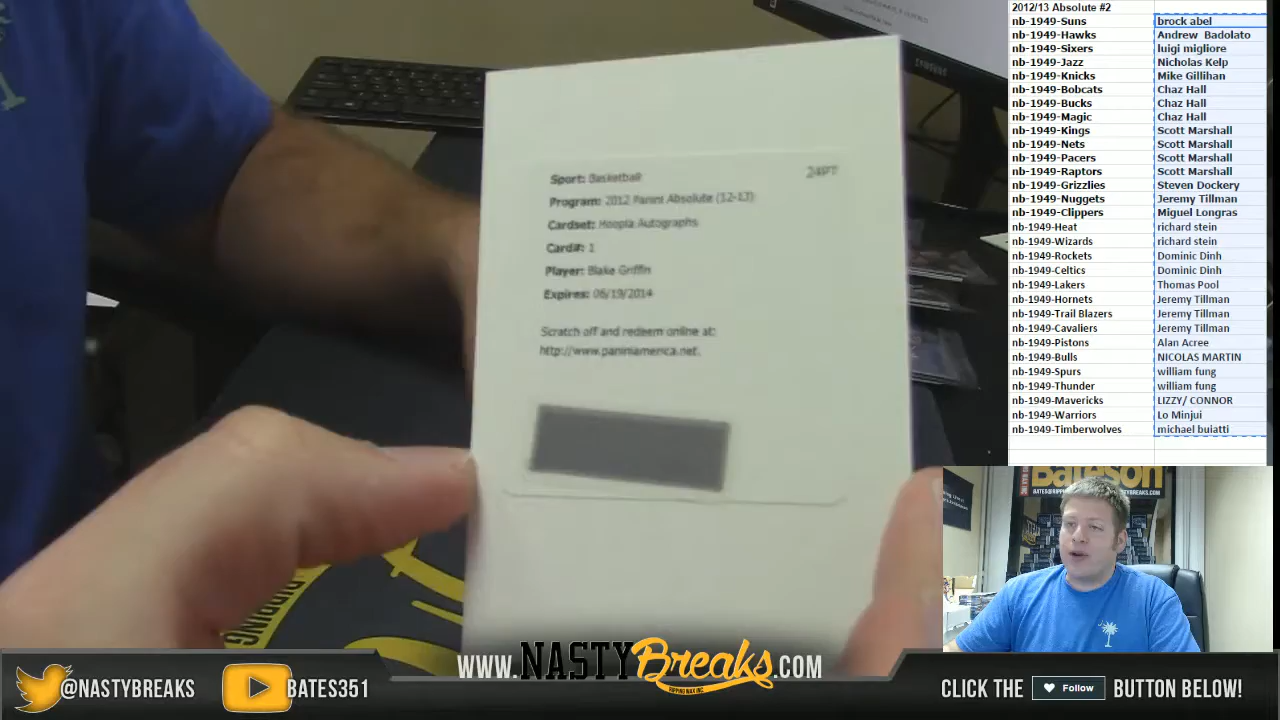 Sport: Basketball
24PT
Program: 2012 Panini Absolute (12-13)
Cardset: Hoopla Autographs
Card#: 1
Player: Blake Griffin
Expires: 06/19/2014
Scratch off and redeem online at:
http://www.paniniamerica.net.
SAMSUNG
2012/13 Absolute #2
nb-1949-Suns brock abel
nb-1949-Hawks Andrew Badolato
nb-1949-Sixers luigi migliore
nb-1949-Jazz Nicholas Kelp
nb-1949-Knicks Mike Gillihan
nb-1949-Bobcats Chaz Hall
nb-1949-Bucks Chaz Hall
nb-1949-Magic Chaz Hall
nb-1949-Kings Scott Marshall
nb-1949-Nets Scott Marshall
nb-1949-Pacers Scott Marshall
nb-1949-Raptors Scott Marshall
nb-1949-Grizzlies Steven Dockery
nb-1949-Nuggets Jeremy Tillman
nb-1949-Clippers Miguel Longras
nb-1949-Heat richard stein
nb-1949-Wizards richard stein
nb-1949-Rockets Dominic Dinh
nb-1949-Celtics Dominic Dinh
nb-1949-Lakers Thomas Pool
nb-1949-Hornets Jeremy Tillman
nb-1949-Trail Blazers Jeremy Tillman
nb-1949-Cavaliers Jeremy Tillman
nb-1949-Pistons Alan Acree
nb-1949-Bulls NICOLAS MARTIN
nb-1949-Spurs william fung
nb-1949-Thunder william fung
nb-1949-Mavericks LIZZY/ CONNOR
nb-1949-Warriors Lo Minjui
nb-1949-Timberwolves michael buiatti
Bateson
RIPPING
@NASTYBREAKS
BATES351
WWW.NASTYBreaks.COM
RIPPING WAX INC
CLICK THE Follow BUTTON BELOW!